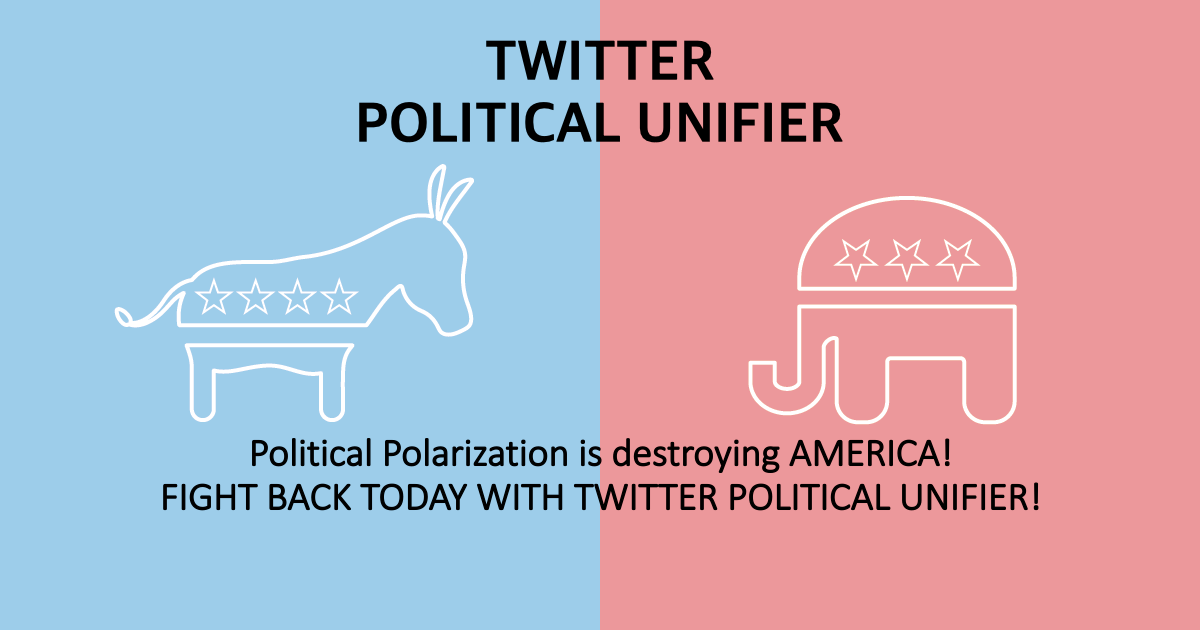 TWITTER
POLITICAL UNIFIER
Political Polarization is destroying AMERICA!
FIGHT BACK TODAY WITH TWITTER POLITICAL UNIFIER!